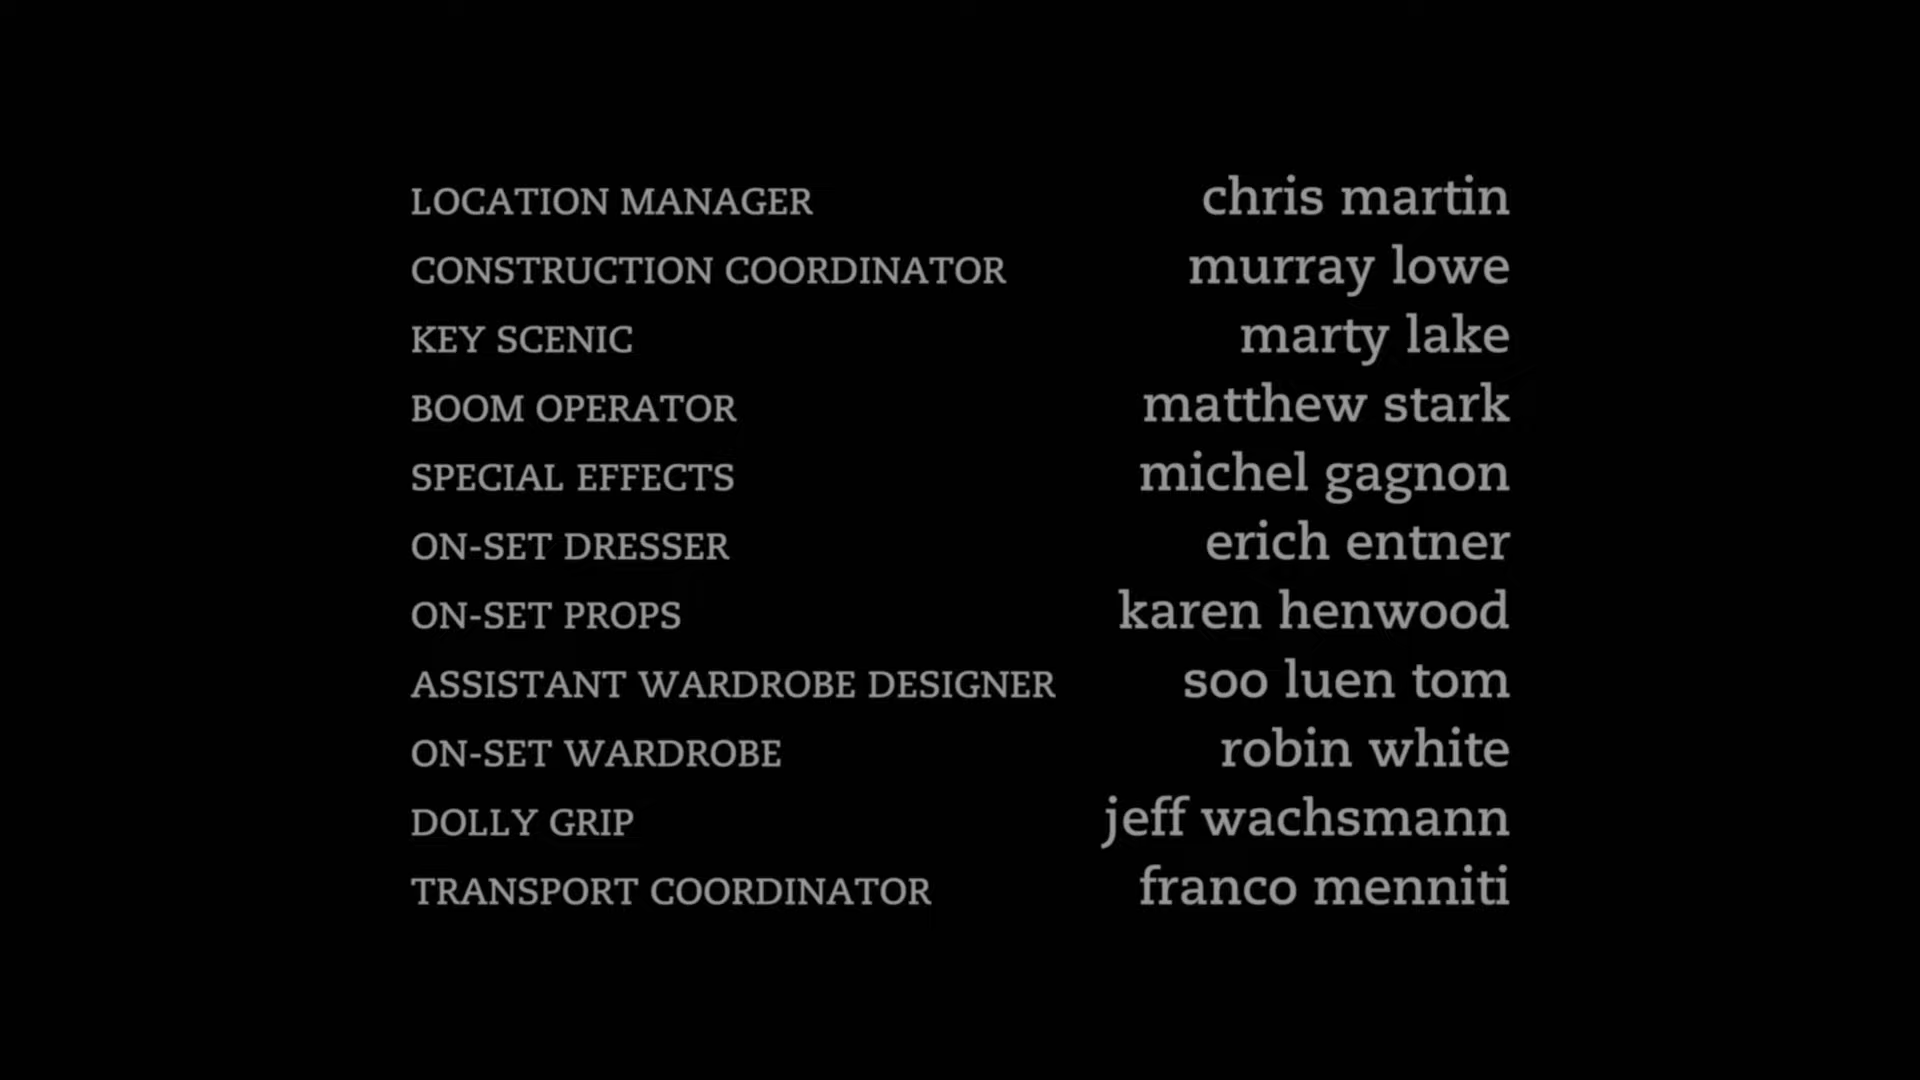 LOCATION MANAGER chris martin
CONSTRUCTION COORDINATOR murray lowe
KEY SCENIC marty lake
BOOM OPERATOR matthew stark
SPECIAL EFFECTS michel gagnon
ON-SET DRESSER erich entner
ON-SET PROPS karen henwood
ASSISTANT WARDROBE DESIGNER soo luen tom
ON-SET WARDROBE robin white
DOLLY GRIP jeff wachsmann
TRANSPORT COORDINATOR franco menniti